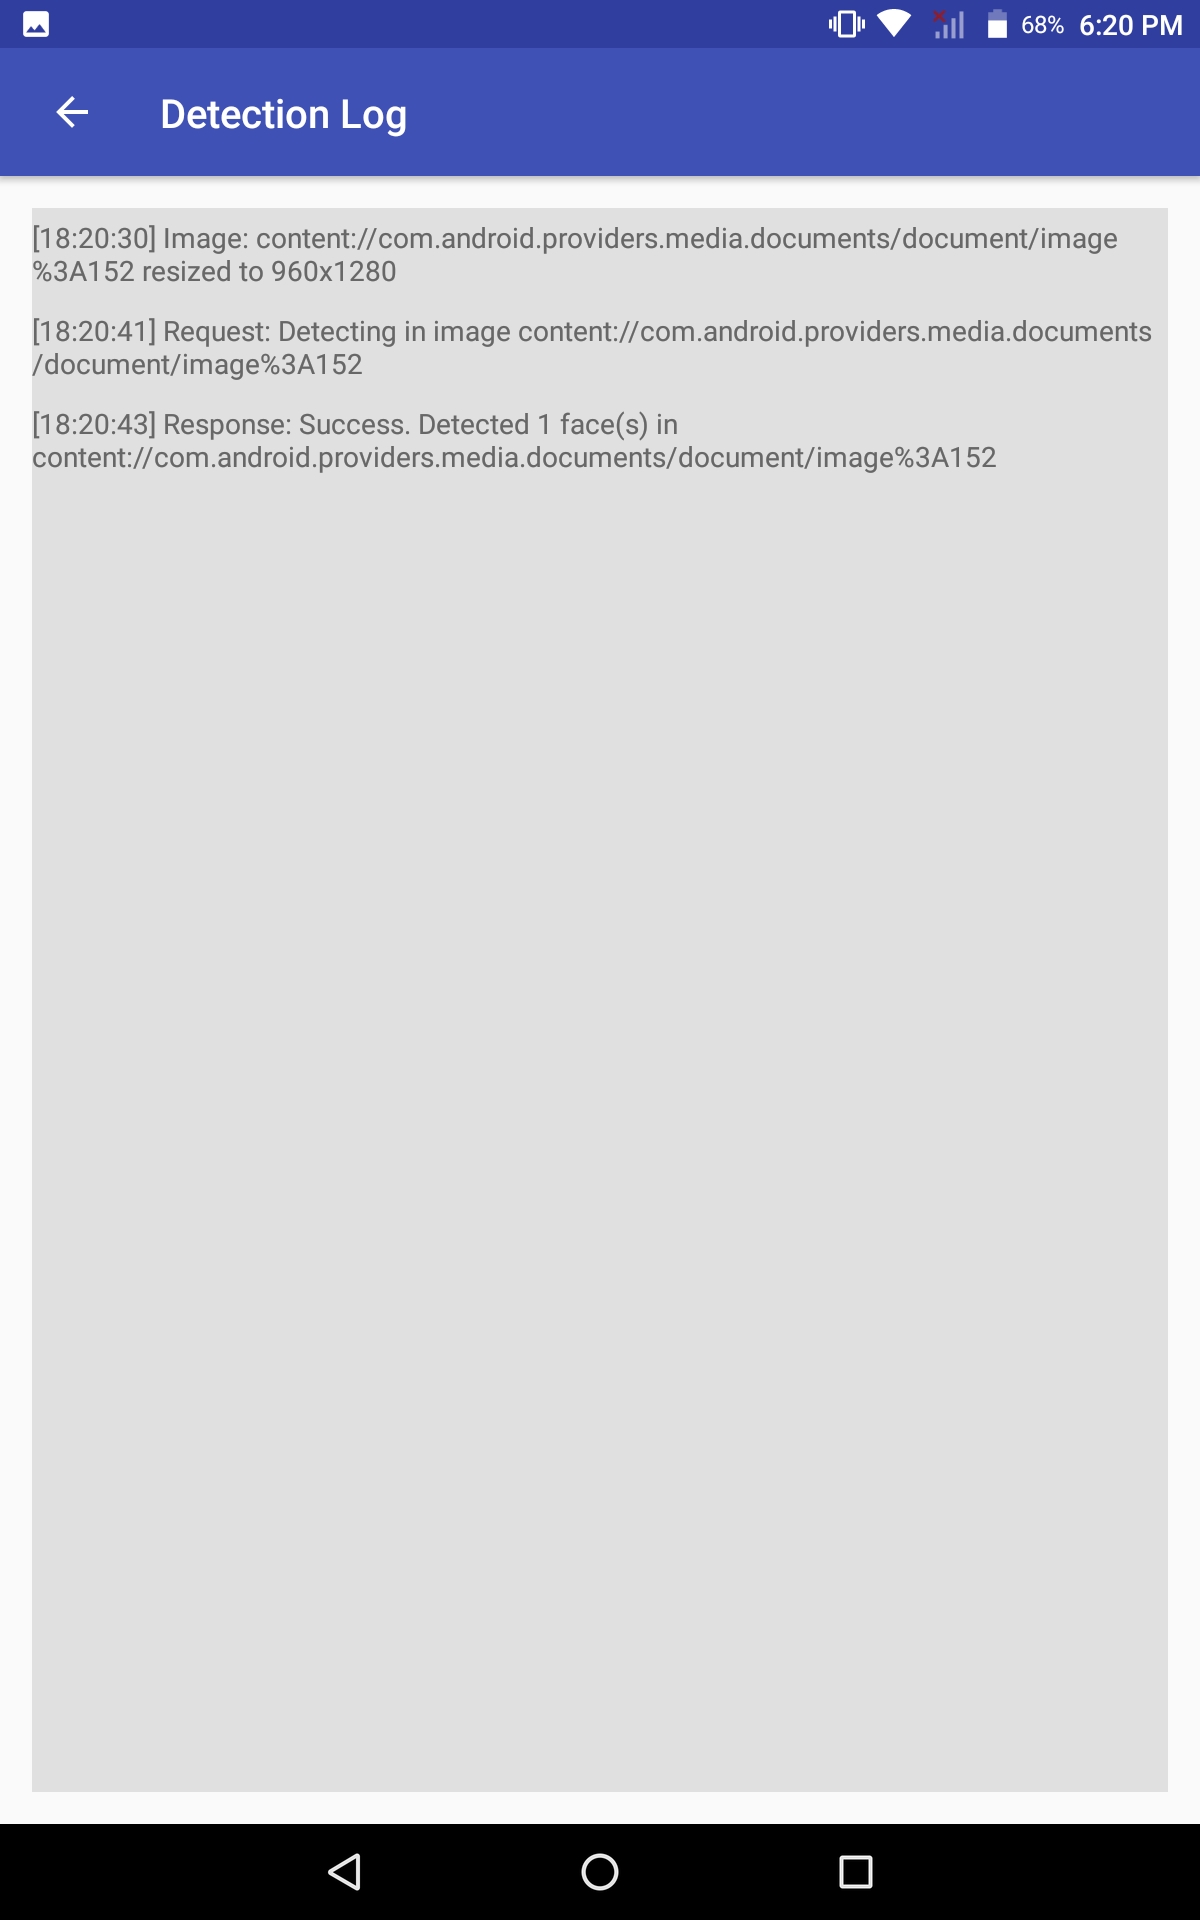 68% 6:20 PM
Detection Log
[18:20:30] Image: content://com.android.providers.media.documents/document/image
%3A152 resized to 960x1280
[18:20:41] Request: Detecting in image content://com.android.providers.media.documents
/document/image%3A152
[18:20:43] Response: Success. Detected 1 face(s) in
content://com.android.providers.media.documents/document/image%3A152